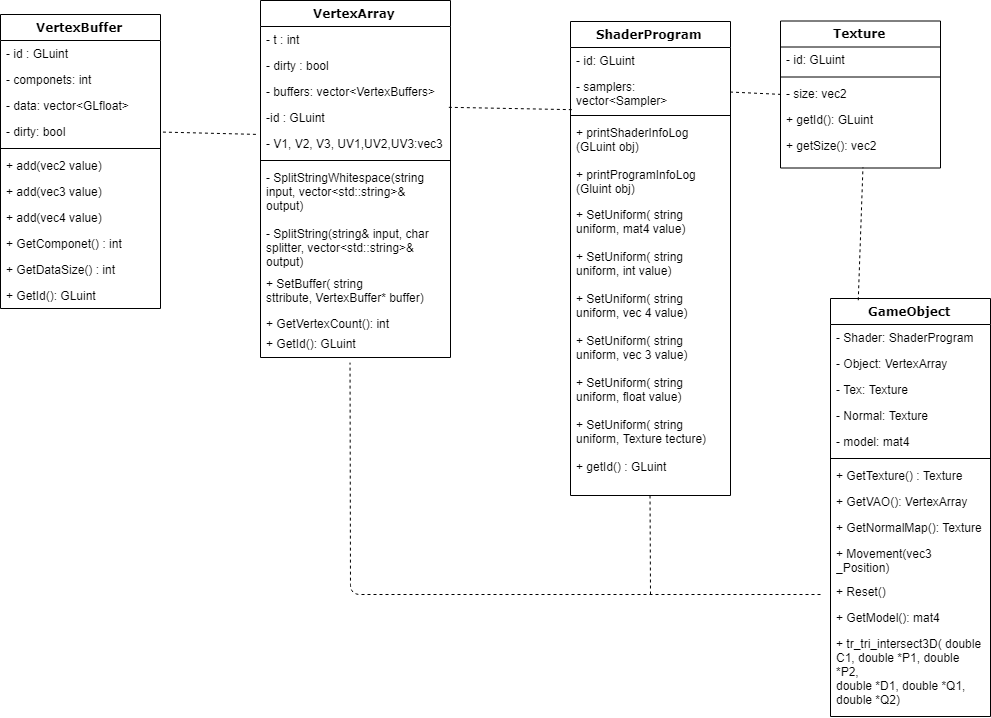 VertexBuffer
- id : GLuint
- componets: int
- data: vector<GLfloat>
- dirty: bool
+ add(vec2 value)
+ add(vec3 value)
+ add(vec4 value)
+ GetComponet() : int
+ GetDataSize() : int
+ GetId(): GLuint
VertexArray
- t : int
- dirty : bool
- buffers: vector<VertexBuffers>
-id : GLuint
- V1, V2, V3, UV1,UV2,UV3:vec3
- SplitStringWhitespace(string
input, vector<std::string>&
output)
- SplitString(string& input, char
splitter, vector<std::string>&
output)
+ SetBuffer( string
sttribute, VertexBuffer* buffer)
+ GetVertexCount(): int
+ GetId(): GLuint
ShaderProgram
- id: GLuint
- samplers:
vector<Sampler>
+ printShaderInfoLog
(GLuint obj)
+ printProgramInfoLog
(Gluint obj)
+ SetUniform( string
uniform, mat4 value)
+ SetUniform( string
uniform, int value)
+ SetUniform( string
uniform, vec 4 value)
+ SetUniform( string
uniform, vec 3 value)
+ SetUniform( string
uniform, float value)
+ SetUniform( string
uniform, Texture tecture)
+ getId() : GLuint
Texture
- id: GLuint
- size: vec2
+ getId(): GLuint
+ getSize(): vec2
GameObject
- Shader: ShaderProgram
- Object: VertexArray
- Tex: Texture
- Normal: Texture
- model: mat4
+ GetTexture() : Texture
+ GetVAO(): VertexArray
+ GetNormalMap(): Texture
+ Movement(vec3
_Position)
+ Reset()
+ GetModel(): mat4
+ tr_tri_intersect3D( double
C1, double *P1, double
*P2,
double *D1, double *Q1,
double *Q2)